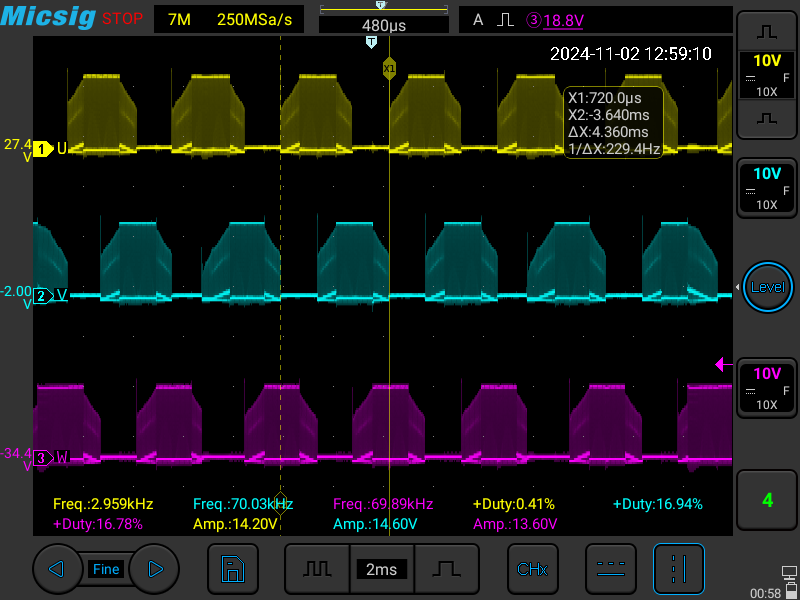 Micsig STOP 7M 250MSa/s 480µs A ③ 18.8V
2024-11-02 12:59:10
X1
T
X1:720.0µs
X2:-3.640ms
ΔX:4.360ms
1/ΔX:229.4Hz
27.4
V
1 U
-2.00
V
2 V
-34.4
V
3 W
10V
F
10X
10V
F
10X
Level
10V
F
10X
4
Freq.:2.959kHz Freq.:70.03kHz Freq.:69.89kHz +Duty:0.41% +Duty:16.94%
+Duty:16.78% Amp.:14.20V Amp.:14.60V Amp.:13.60V
Fine 2ms CHx
00:58